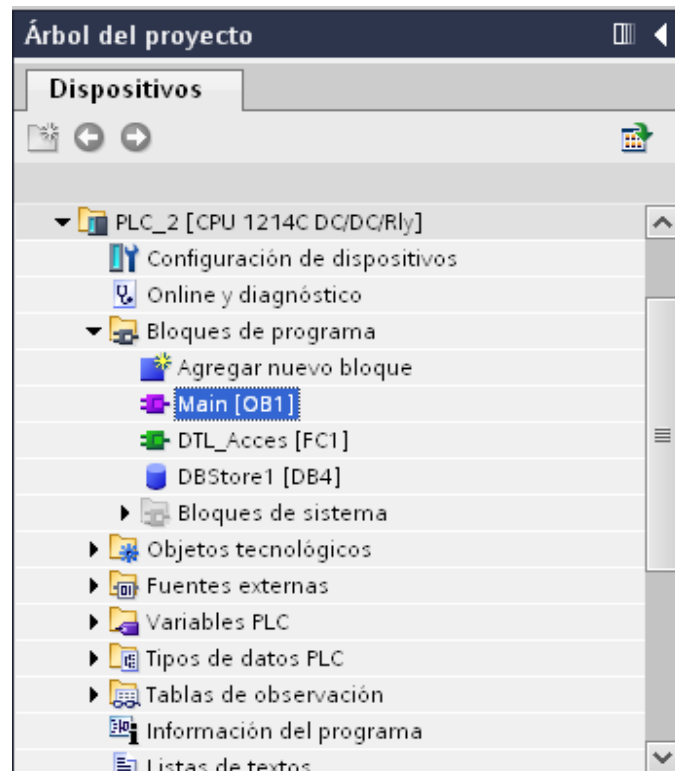 Árbol del proyecto
Dispositivos
PLC_2 [CPU 1214C DC/DC/Rly]
Configuración de dispositivos
Online y diagnóstico
Bloques de programa
Agregar nuevo bloque
Main [OB1]
DTL_Acces [FC1]
DBStore1 [DB4]
Bloques de sistema
Objetos tecnológicos
Fuentes externas
Variables PLC
Tipos de datos PLC
Tablas de observación
Información del programa
Listas de textos